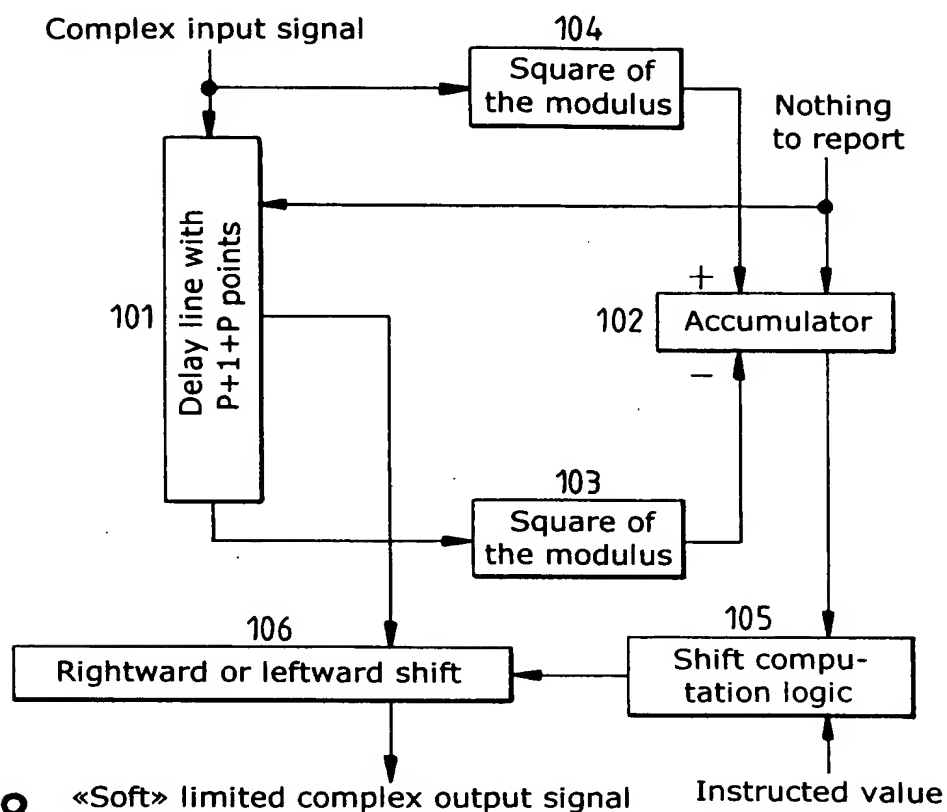 Complex input signal
104
Square of
the modulus
Nothing
to report
101
Delay line with
P+1+P points
+
102
Accumulator
−
103
Square of
the modulus
106
Rightward or leftward shift
105
Shift compu-
tation logic
«Soft» limited complex output signal
Instructed value